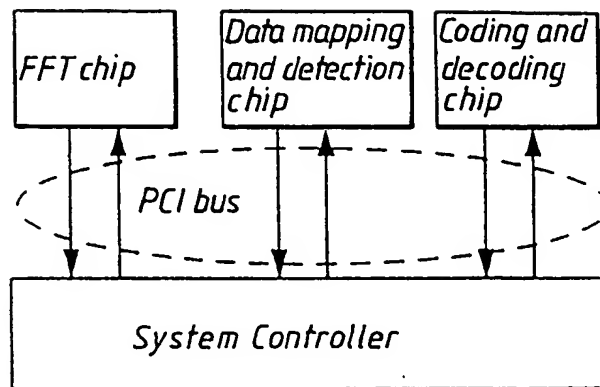 FFT chip
Data mapping
and detection
chip
Coding and
decoding
chip
PCI bus
System Controller